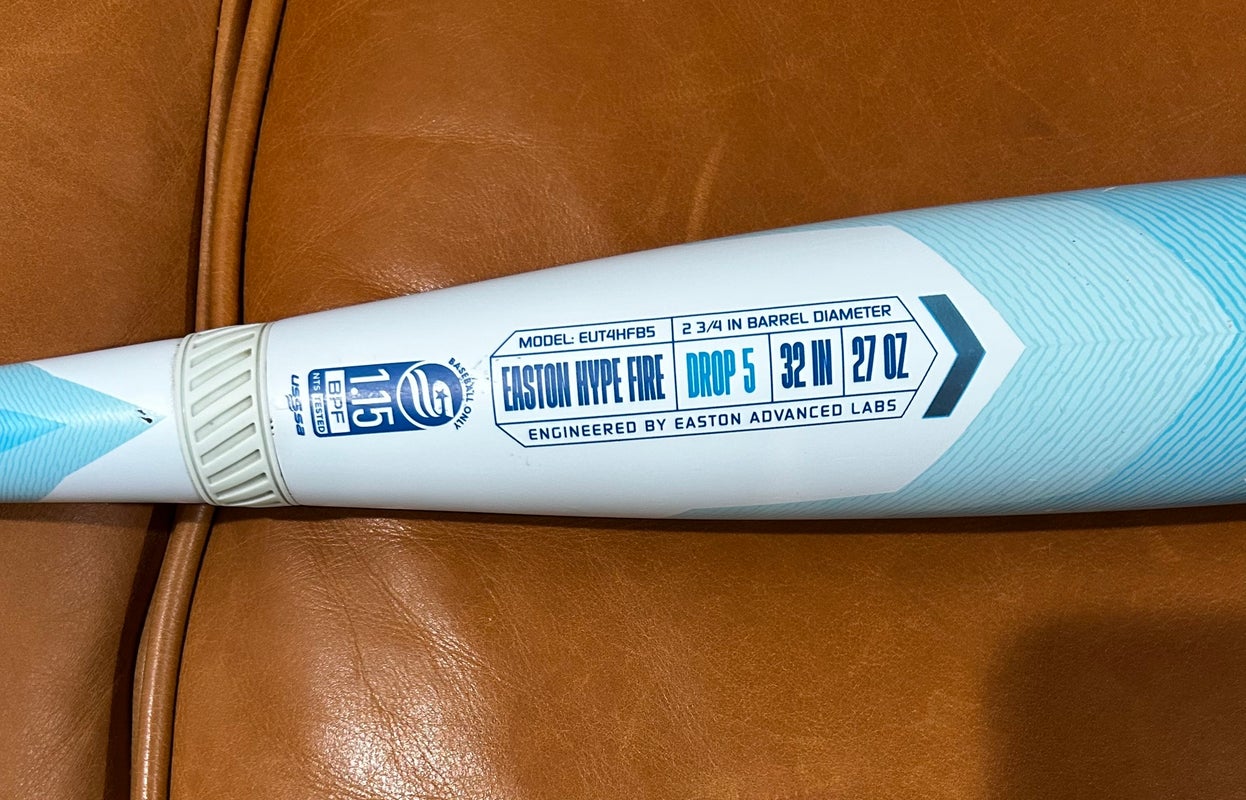 USSSA
NTS TESTED
BPF
1.15
BASEBALL ONLY
MODEL: EUT4HFB5
2 3/4 IN BARREL DIAMETER
EASTON HYPE FIRE
DROP 5
32 IN
27 OZ
ENGINEERED BY EASTON ADVANCED LABS